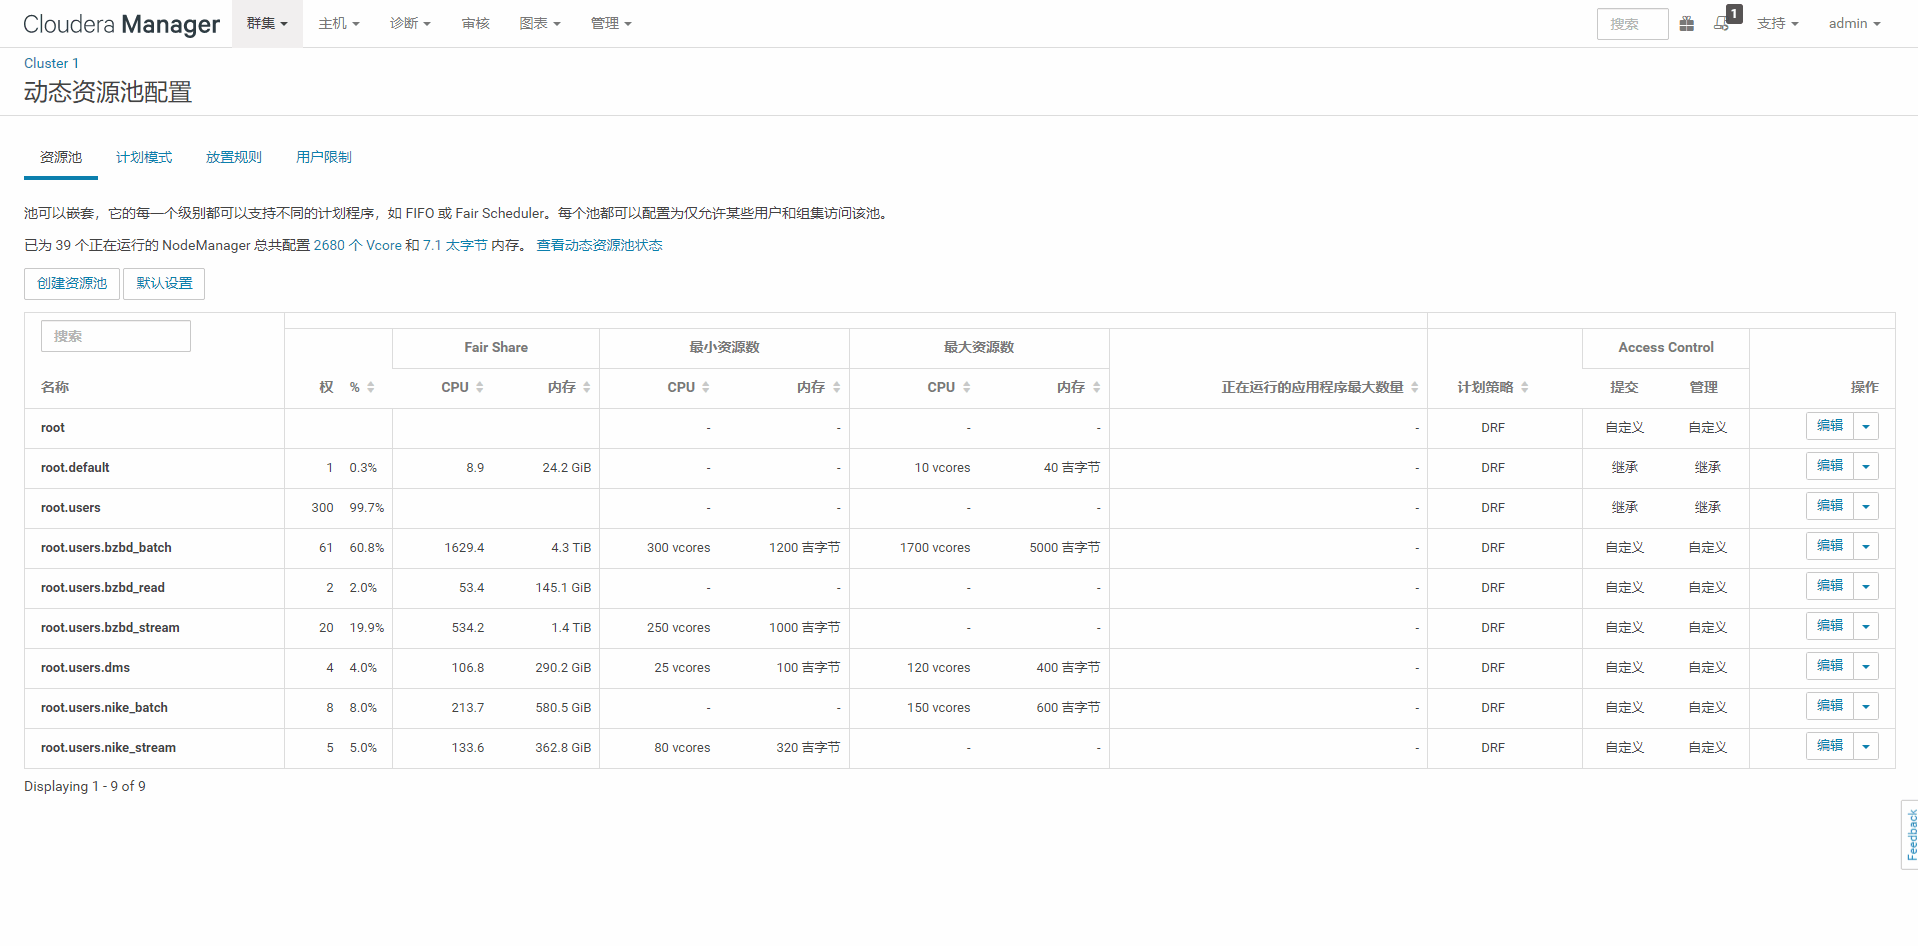 Cloudera Manager 群集 主机 诊断 审核 图表 管理 搜索 1 支持 admin
Cluster 1
动态资源池配置
资源池 计划模式 放置规则 用户限制
池可以嵌套，它的每一个级别都可以支持不同的计划程序，如 FIFO 或 Fair Scheduler。每个池都可以配置为仅允许某些用户和组集访问该池。
已为 39 个正在运行的 NodeManager 总共配置 2680 个 Vcore 和 7.1 太字节 内存。 查看动态资源池状态
创建资源池 默认设置
搜索
Fair Share 最小资源数 最大资源数 Access Control
名称 权 % CPU 内存 CPU 内存 CPU 内存 正在运行的应用程序最大数量 计划策略 提交 管理 操作
root - - - - - DRF 自定义 自定义 编辑
root.default 1 0.3% 8.9 24.2 GiB - - 10 vcores 40 吉字节 - DRF 继承 继承 编辑
root.users 300 99.7% - - - - - DRF 继承 继承 编辑
root.users.bzbd_batch 61 60.8% 1629.4 4.3 TiB 300 vcores 1200 吉字节 1700 vcores 5000 吉字节 - DRF 自定义 自定义 编辑
root.users.bzbd_read 2 2.0% 53.4 145.1 GiB - - - - - DRF 自定义 自定义 编辑
root.users.bzbd_stream 20 19.9% 534.2 1.4 TiB 250 vcores 1000 吉字节 - - - DRF 自定义 自定义 编辑
root.users.dms 4 4.0% 106.8 290.2 GiB 25 vcores 100 吉字节 120 vcores 400 吉字节 - DRF 自定义 自定义 编辑
root.users.nike_batch 8 8.0% 213.7 580.5 GiB - - 150 vcores 600 吉字节 - DRF 自定义 自定义 编辑
root.users.nike_stream 5 5.0% 133.6 362.8 GiB 80 vcores 320 吉字节 - - - DRF 自定义 自定义 编辑
Displaying 1 - 9 of 9
Feedback